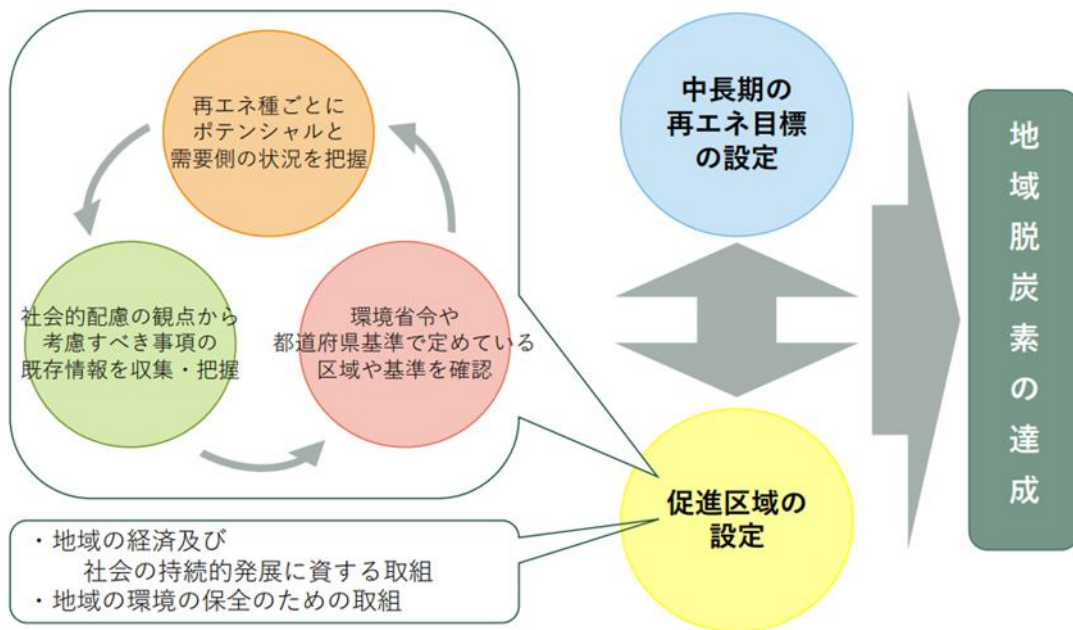 再エネ種ごとに
ポテンシャルと
需要側の状況を把握
社会的配慮の観点から
考慮すべき事項の
既存情報を収集・把握
環境省令や
都道府県基準で定めている
区域や基準を確認
・地域の経済及び
社会の持続的発展に資する取組
・地域の環境の保全のための取組
中長期の
再エネ目標
の設定
促進区域の
設定
地域脱炭素の達成